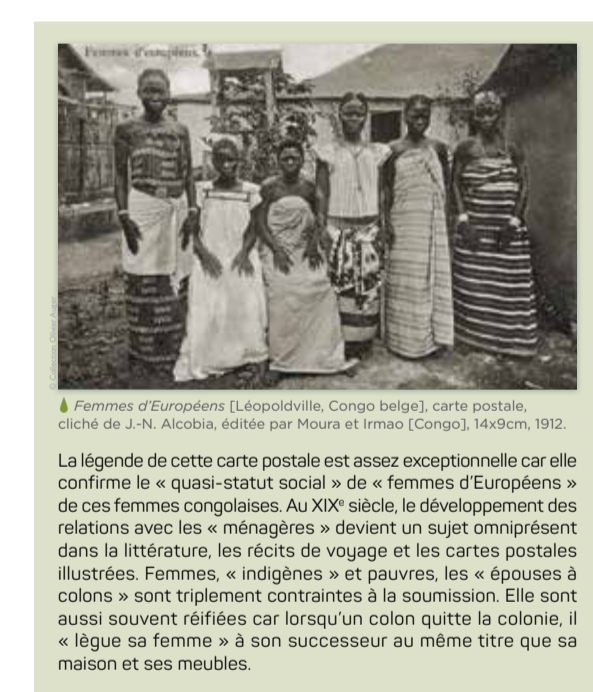 Femmes d'européens.
© Collection Olivier Auger
Femmes d'Européens [Léopoldville, Congo belge], carte postale,
cliché de J.-N. Alcobia, éditée par Moura et Irmao [Congo], 14x9cm, 1912.
La légende de cette carte postale est assez exceptionnelle car elle
confirme le « quasi-statut social » de « femmes d'Européens »
de ces femmes congolaises. Au XIXe siècle, le développement des
relations avec les « ménagères » devient un sujet omniprésent
dans la littérature, les récits de voyage et les cartes postales
illustrées. Femmes, « indigènes » et pauvres, les « épouses à
colons » sont triplement contraintes à la soumission. Elle sont
aussi souvent réifiées car lorsqu'un colon quitte la colonie, il
« lègue sa femme » à son successeur au même titre que sa
maison et ses meubles.